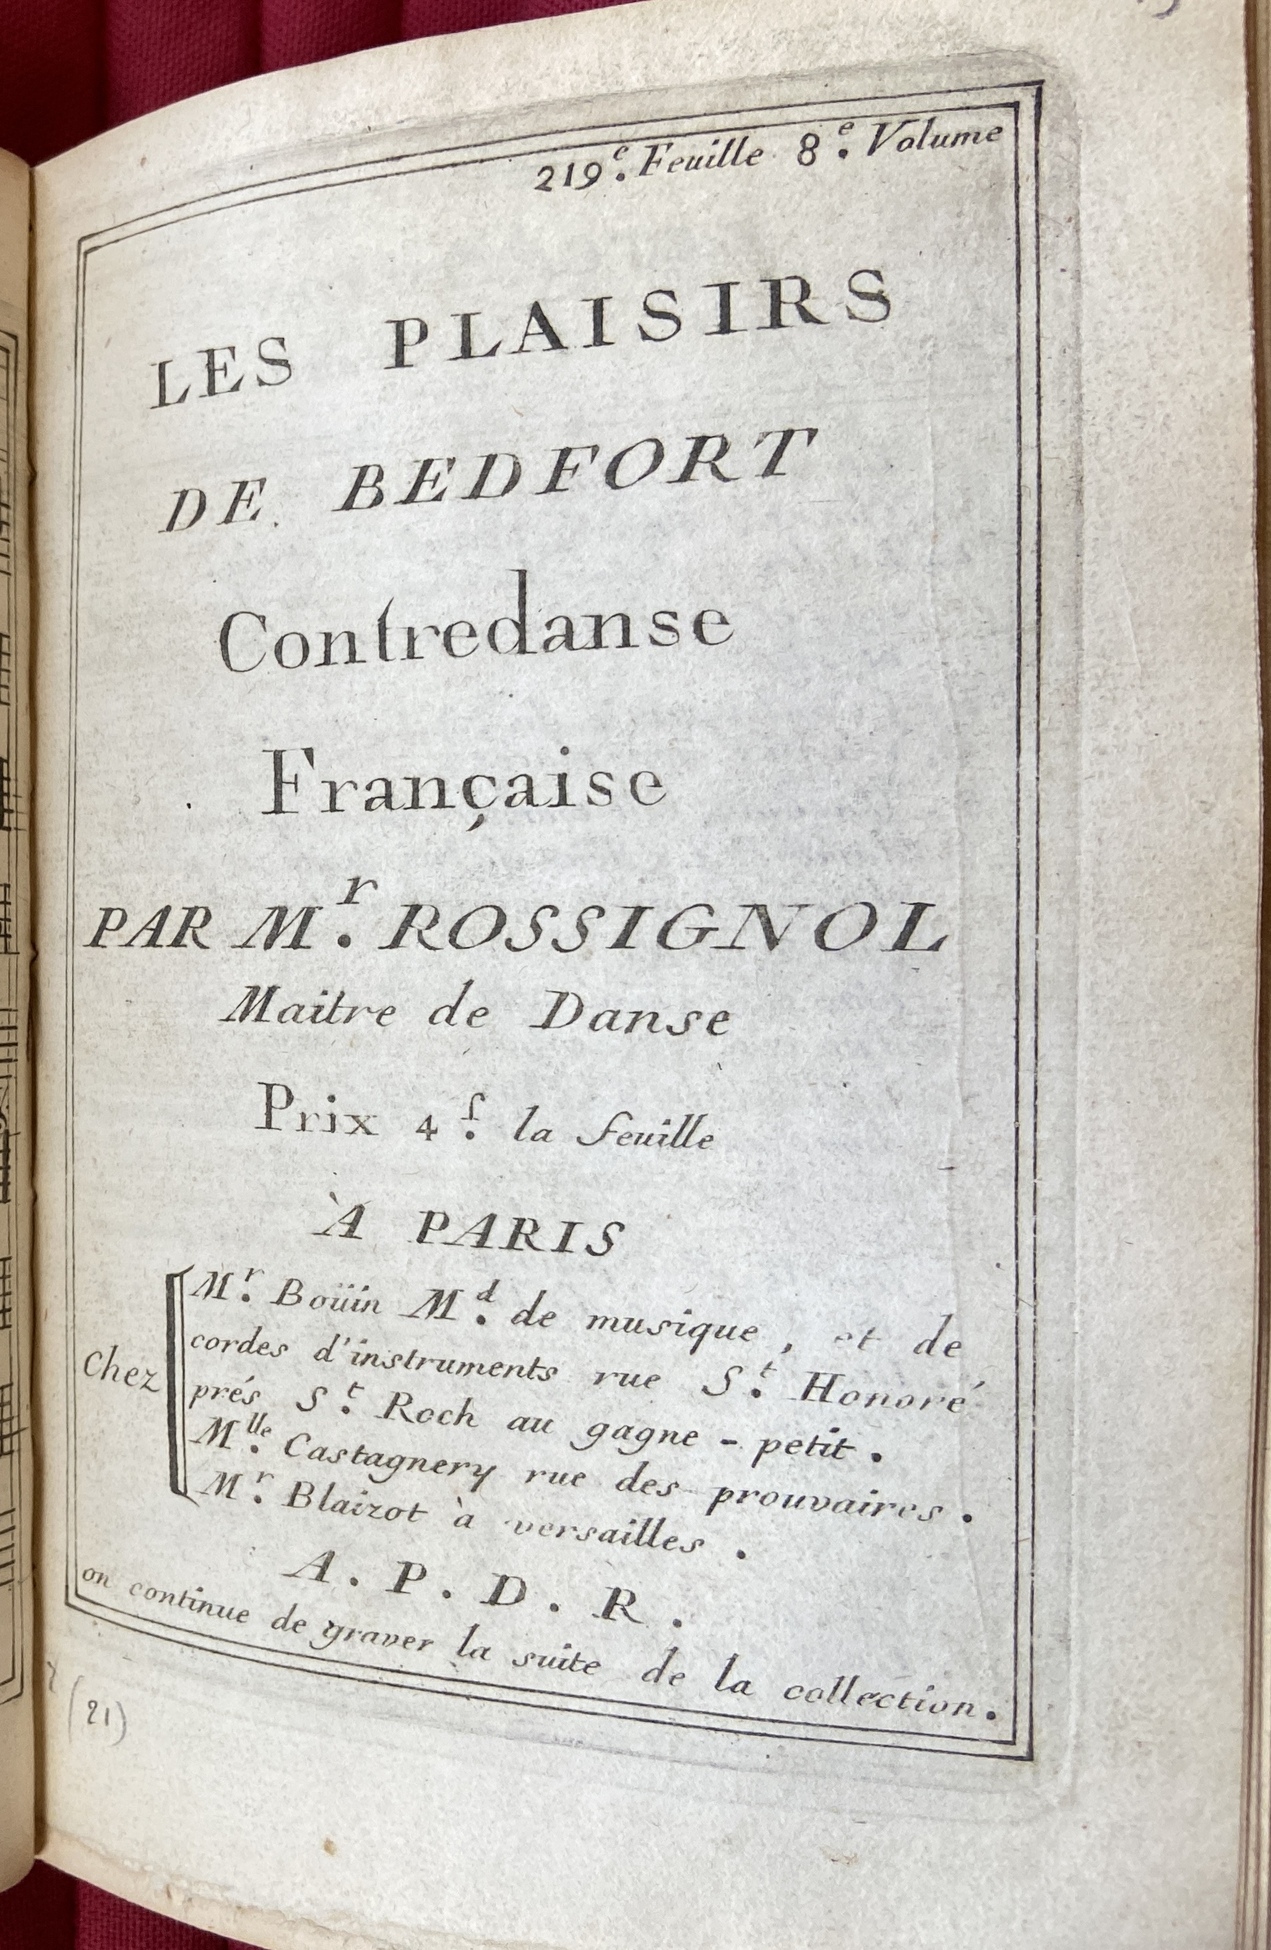 219.e Feuille 8.e Volume
LES PLAISIRS
DE BEDFORT
Contredanse
Française
PAR M.r ROSSIGNOL
Maitre de Danse
Prix 4.s la feuille
À PARIS
Chez
M.r Boüin M.d de musique, et de
cordes d'instruments rue S.t Honoré
prés S.t Roch au gagne - petit.
M.lle Castagnery rue des prouvaires.
M.r Blaizot à versailles.
A. P. D. R.
on continue de graver la suite de la collection.
(21)